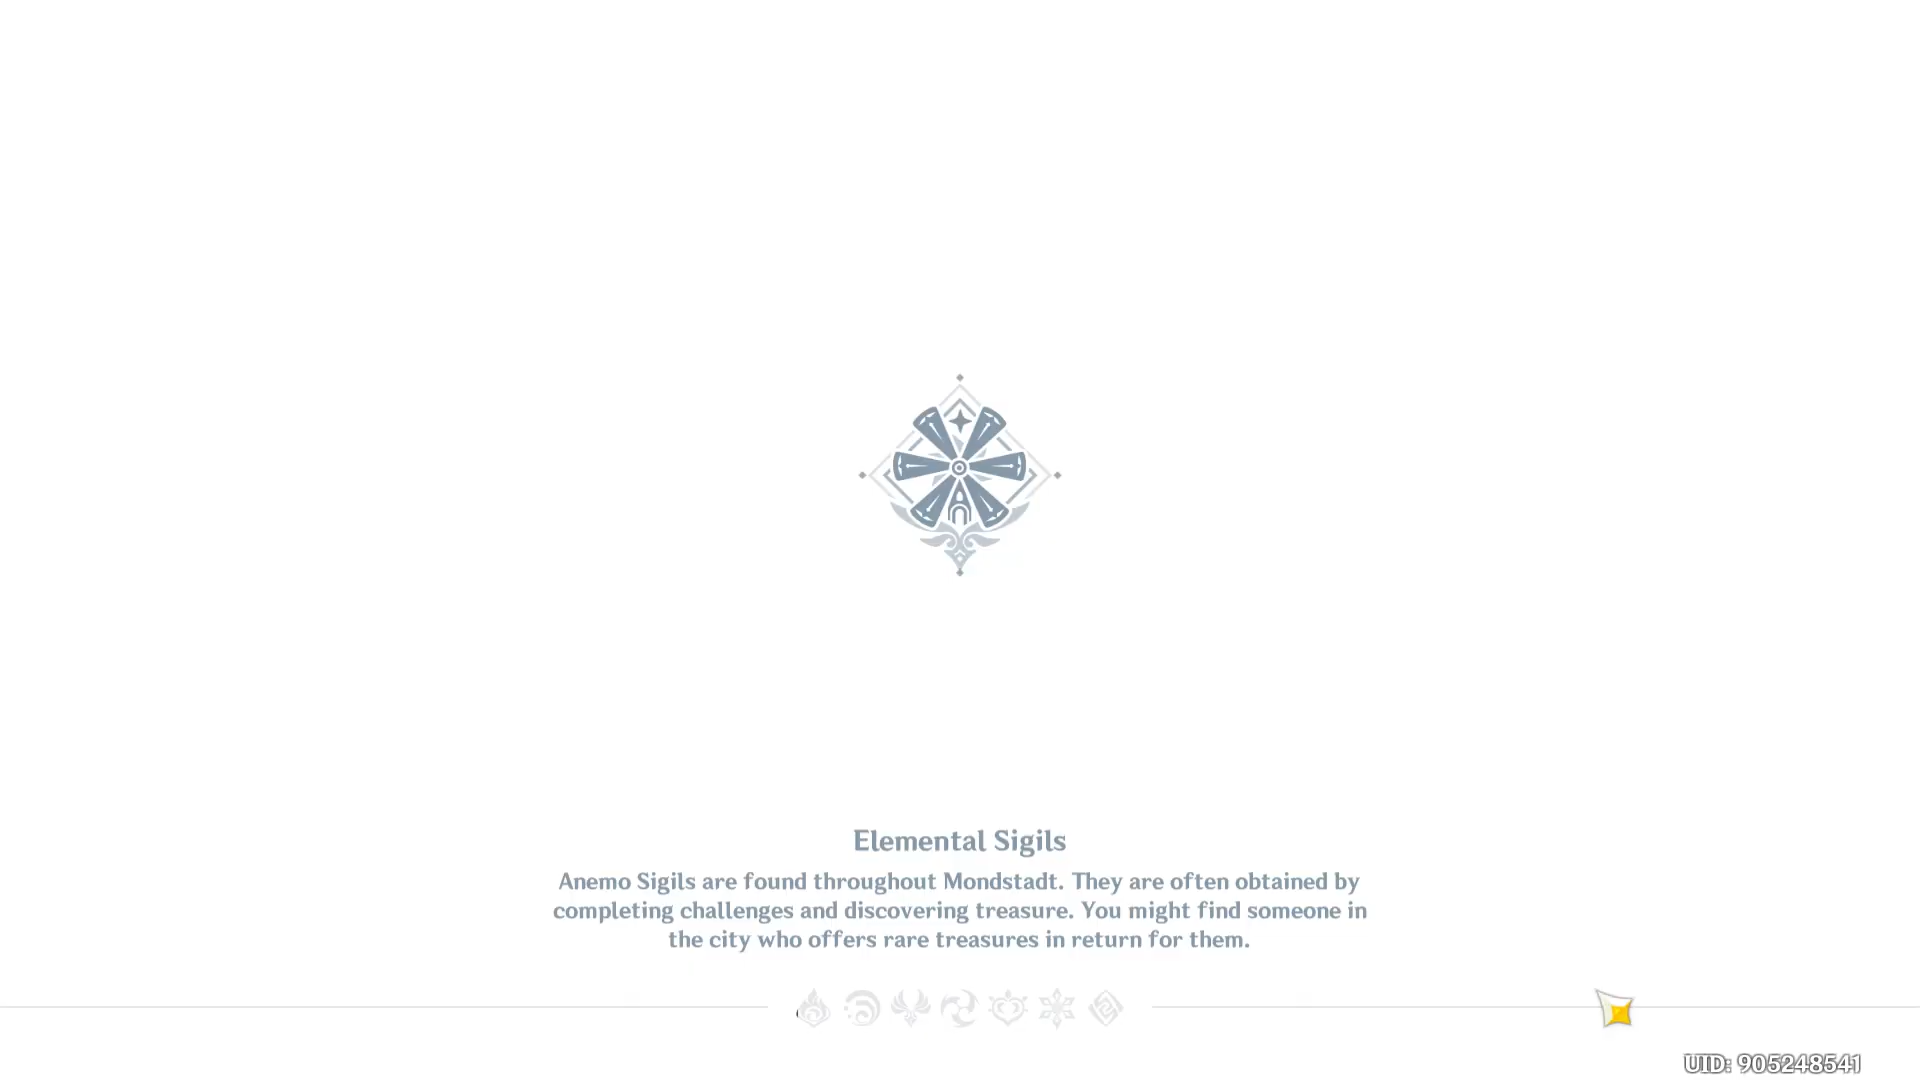 Elemental Sigils
Anemo Sigils are found throughout Mondstadt. They are often obtained by
completing challenges and discovering treasure. You might find someone in
the city who offers rare treasures in return for them.
UID: 905248541